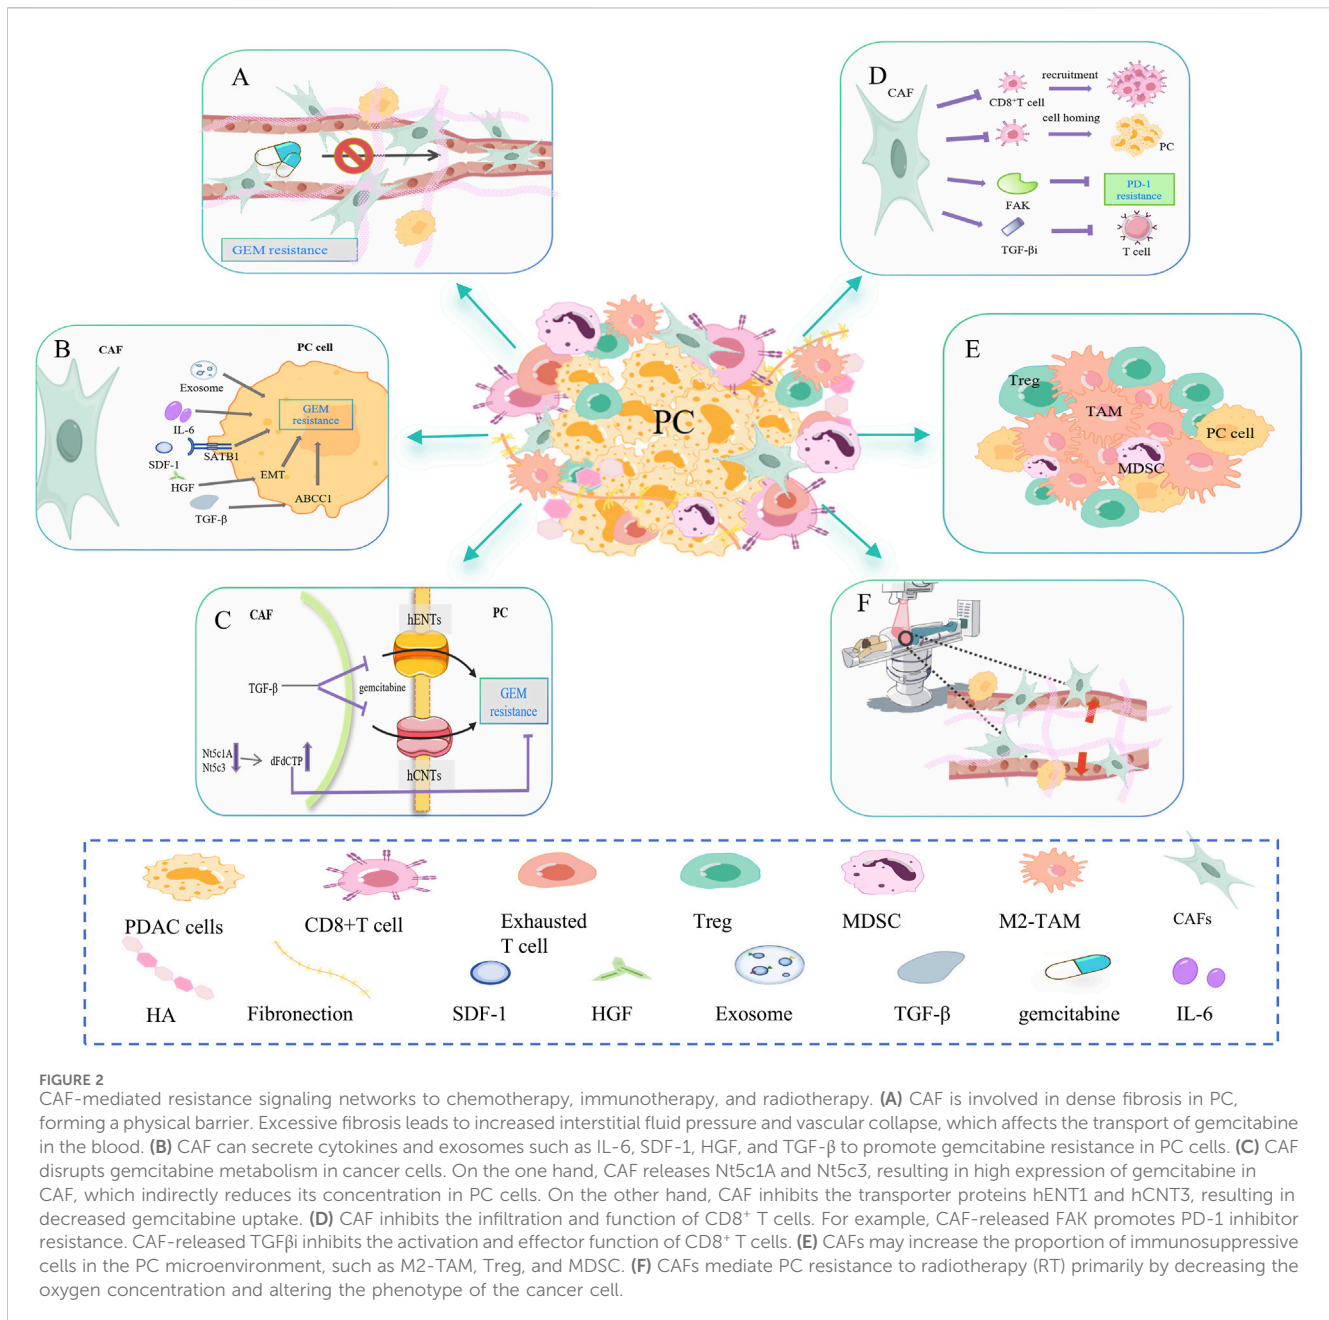 A
GEM resistance
D
CAF
CD8+T cell
recruitment
cell homing
PC
FAK
PD-1
resistance
TGF-βi
T cell
B
CAF
PC cell
Exosome
IL-6
SDF-1
SATB1
HGF
EMT
TGF-β
ABCC1
GEM
resistance
PC
E
Treg
TAM
PC cell
MDSC
C
CAF
hENTs
PC
TGF-β
gemcitabine
GEM
resistance
Nt5c1A
Nt5c3
dFdCTP
hCNTs
F
PDAC cells
CD8+T cell
Exhausted
T cell
Treg
MDSC
M2-TAM
CAFs
HA
Fibronection
SDF-1
HGF
Exosome
TGF-β
gemcitabine
IL-6
FIGURE 2
CAF-mediated resistance signaling networks to chemotherapy, immunotherapy, and radiotherapy. (A) CAF is involved in dense fibrosis in PC,
forming a physical barrier. Excessive fibrosis leads to increased interstitial fluid pressure and vascular collapse, which affects the transport of gemcitabine
in the blood. (B) CAF can secrete cytokines and exosomes such as IL-6, SDF-1, HGF, and TGF-β to promote gemcitabine resistance in PC cells. (C) CAF
disrupts gemcitabine metabolism in cancer cells. On the one hand, CAF releases Nt5c1A and Nt5c3, resulting in high expression of gemcitabine in
CAF, which indirectly reduces its concentration in PC cells. On the other hand, CAF inhibits the transporter proteins hENT1 and hCNT3, resulting in
decreased gemcitabine uptake. (D) CAF inhibits the infiltration and function of CD8+ T cells. For example, CAF-released FAK promotes PD-1 inhibitor
resistance. CAF-released TGFβi inhibits the activation and effector function of CD8+ T cells. (E) CAFs may increase the proportion of immunosuppressive
cells in the PC microenvironment, such as M2-TAM, Treg, and MDSC. (F) CAFs mediate PC resistance to radiotherapy (RT) primarily by decreasing the
oxygen concentration and altering the phenotype of the cancer cell.